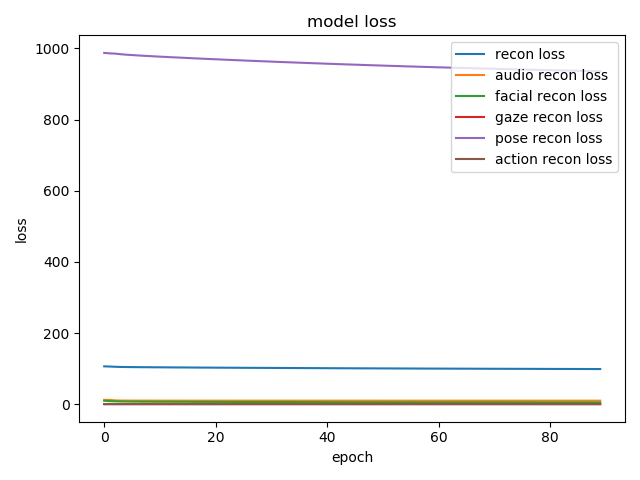 model loss
1000
800
600
400
200
0
loss
recon loss
audio recon loss
facial recon loss
gaze recon loss
pose recon loss
action recon loss
0 20 40 60 80
epoch